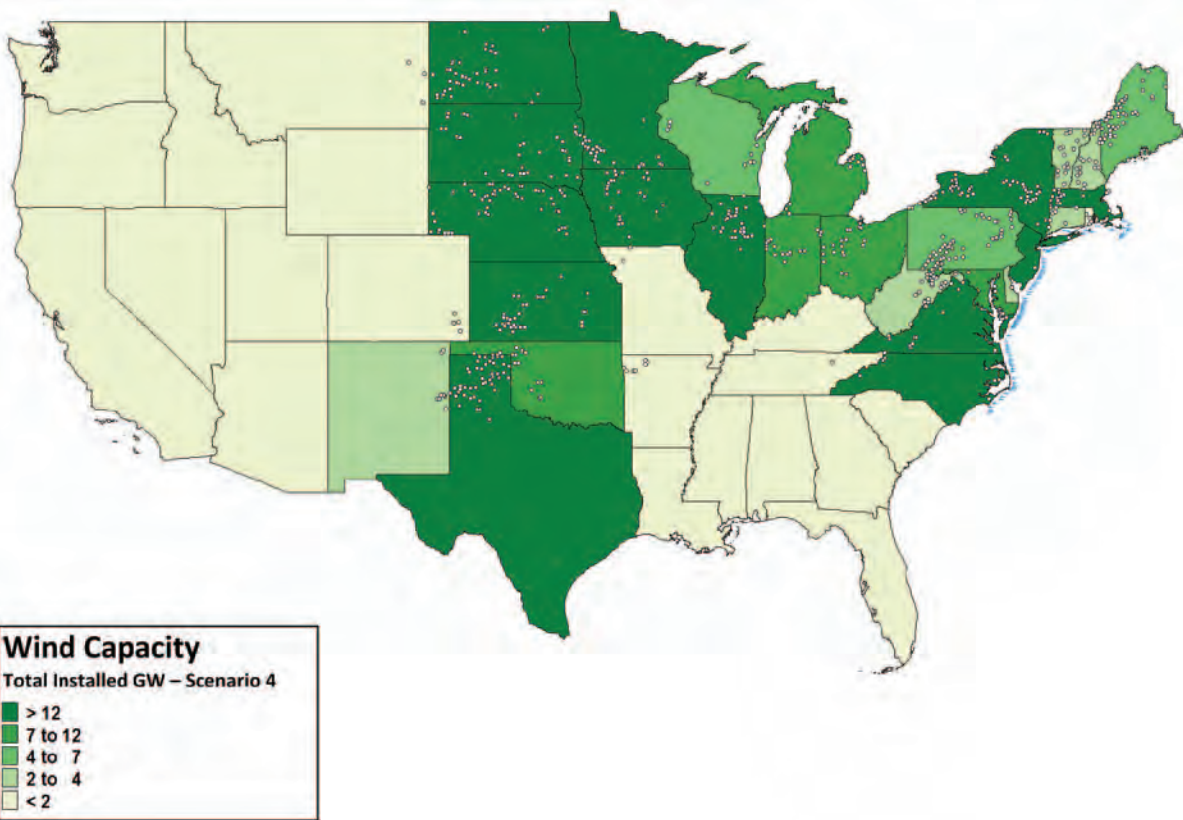 Wind Capacity
Total Installed GW – Scenario 4
> 12
7 to 12
4 to 7
2 to 4
< 2